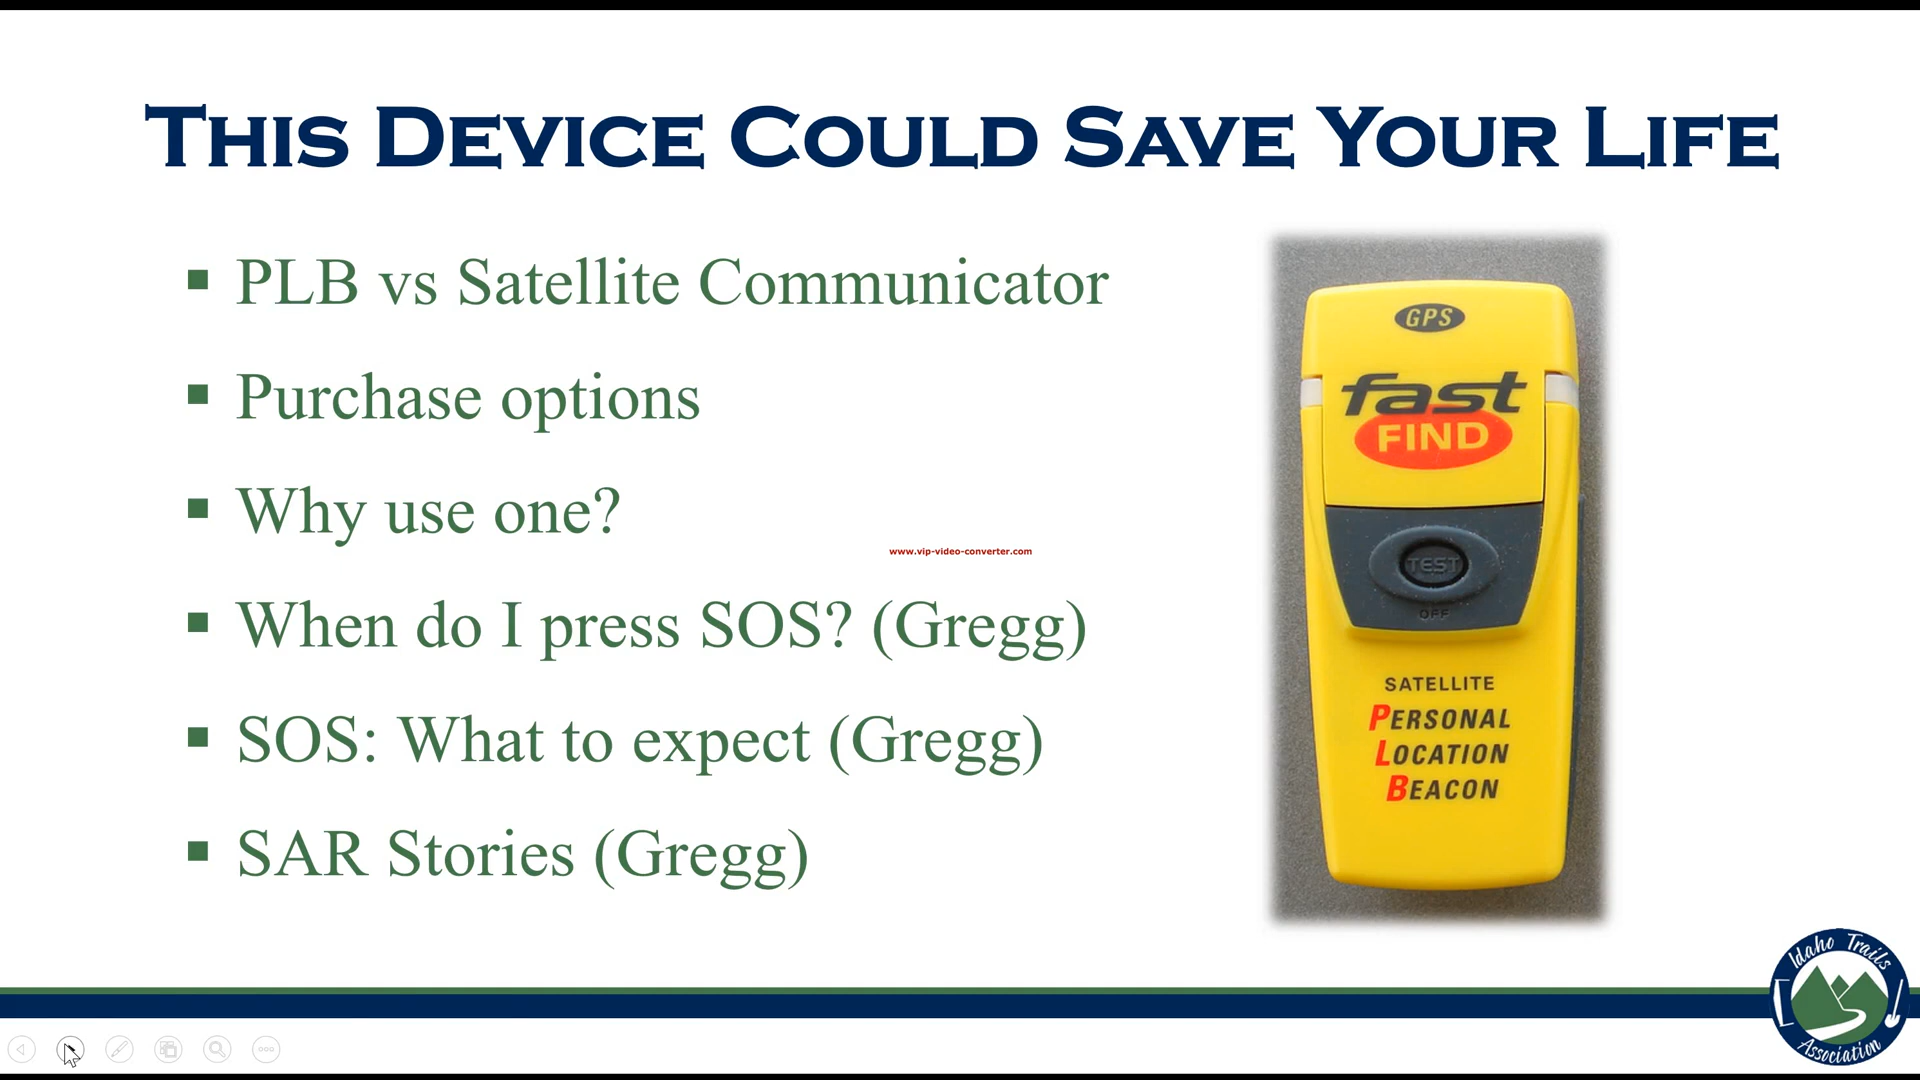 THIS DEVICE COULD SAVE YOUR LIFE
▪ PLB vs Satellite Communicator
▪ Purchase options
▪ Why use one?
▪ When do I press SOS? (Gregg)
▪ SOS: What to expect (Gregg)
▪ SAR Stories (Gregg)
www.vip-video-converter.com
GPS
fast
FIND
TEST
OFF
SATELLITE
PERSONAL
LOCATION
BEACON
Idaho Trails
Association